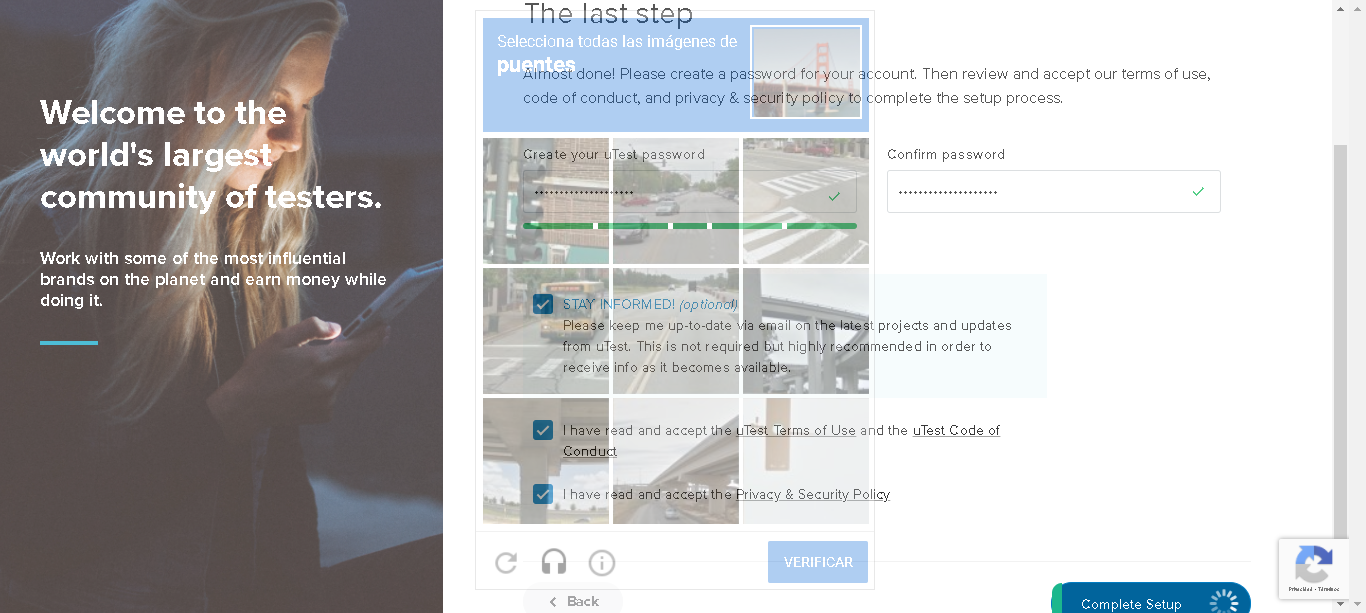 Welcome to the
world's largest
community of testers.
Work with some of the most influential
brands on the planet and earn money while
doing it.
The last step
Selecciona todas las imágenes de
puentes
Almost done! Please create a password for your account. Then review and accept our terms of use,
code of conduct, and privacy & security policy to complete the setup process.
Create your uTest password
Confirm password
STAY INFORMED! (optional)
Please keep me up-to-date via email on the latest projects and updates
from uTest. This is not required but highly recommended in order to
receive info as it becomes available.
I have read and accept the uTest Terms of Use and the uTest Code of
Conduct
I have read and accept the Privacy & Security Policy
VERIFICAR
Back
Complete Setup
Privacidad - Términos